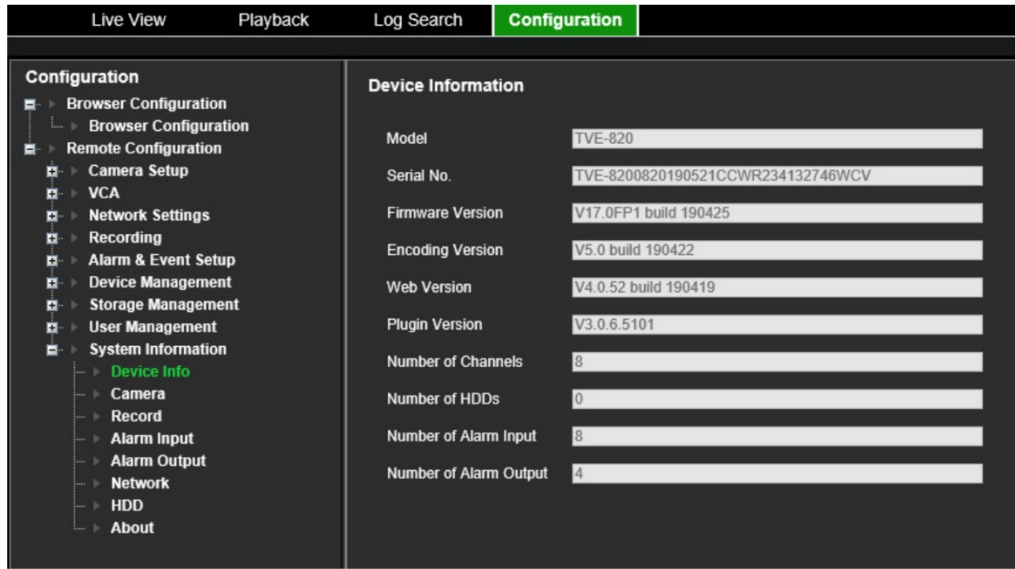 Live View Playback Log Search Configuration
Configuration
Browser Configuration
Browser Configuration
Remote Configuration
Camera Setup
VCA
Network Settings
Recording
Alarm & Event Setup
Device Management
Storage Management
User Management
System Information
Device Info
Camera
Record
Alarm Input
Alarm Output
Network
HDD
About
Device Information
Model TVE-820
Serial No. TVE-8200820190521CCWR234132746WCV
Firmware Version V17.0FP1 build 190425
Encoding Version V5.0 build 190422
Web Version V4.0.52 build 190419
Plugin Version V3.0.6.5101
Number of Channels 8
Number of HDDs 0
Number of Alarm Input 8
Number of Alarm Output 4